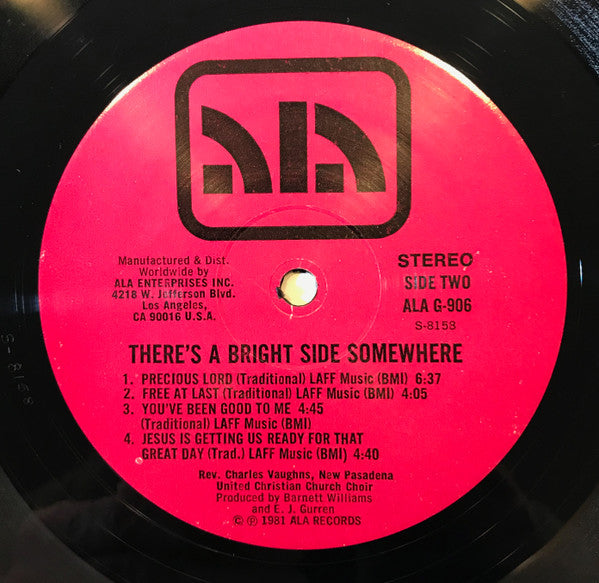 ALA
Manufactured & Dist.
Worldwide by
ALA ENTERPRISES INC.
4218 W. Jefferson Blvd.
Los Angeles,
CA 90016 U.S.A.
STEREO
SIDE TWO
ALA G-906
S-8158
THERE'S A BRIGHT SIDE SOMEWHERE
1. PRECIOUS LORD (Traditional) LAFF Music (BMI) 6:37
2. FREE AT LAST (Traditional) LAFF Music (BMI) 4:05
3. YOU'VE BEEN GOOD TO ME 4:45
(Traditional) LAFF Music (BMI)
4. JESUS IS GETTING US READY FOR THAT
GREAT DAY (Trad.) LAFF Music (BMI) 4:40
Rev. Charles Vaughns, New Pasadena
United Christian Church Choir
Produced by Barnett Williams
and E. J. Gurren
© ℗ 1981 ALA RECORDS
S-8158